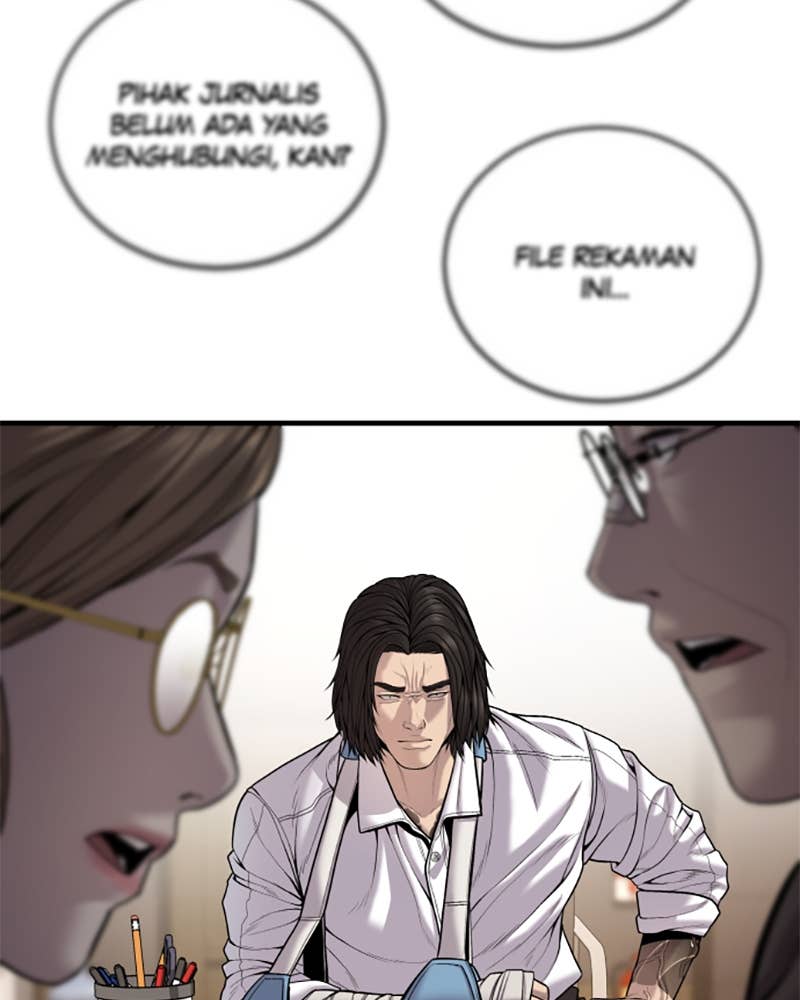 PIHAK JURNALIS
BELUM ADA YANG
MENGHUBUNGI, KAN?
FILE REKAMAN
INI...